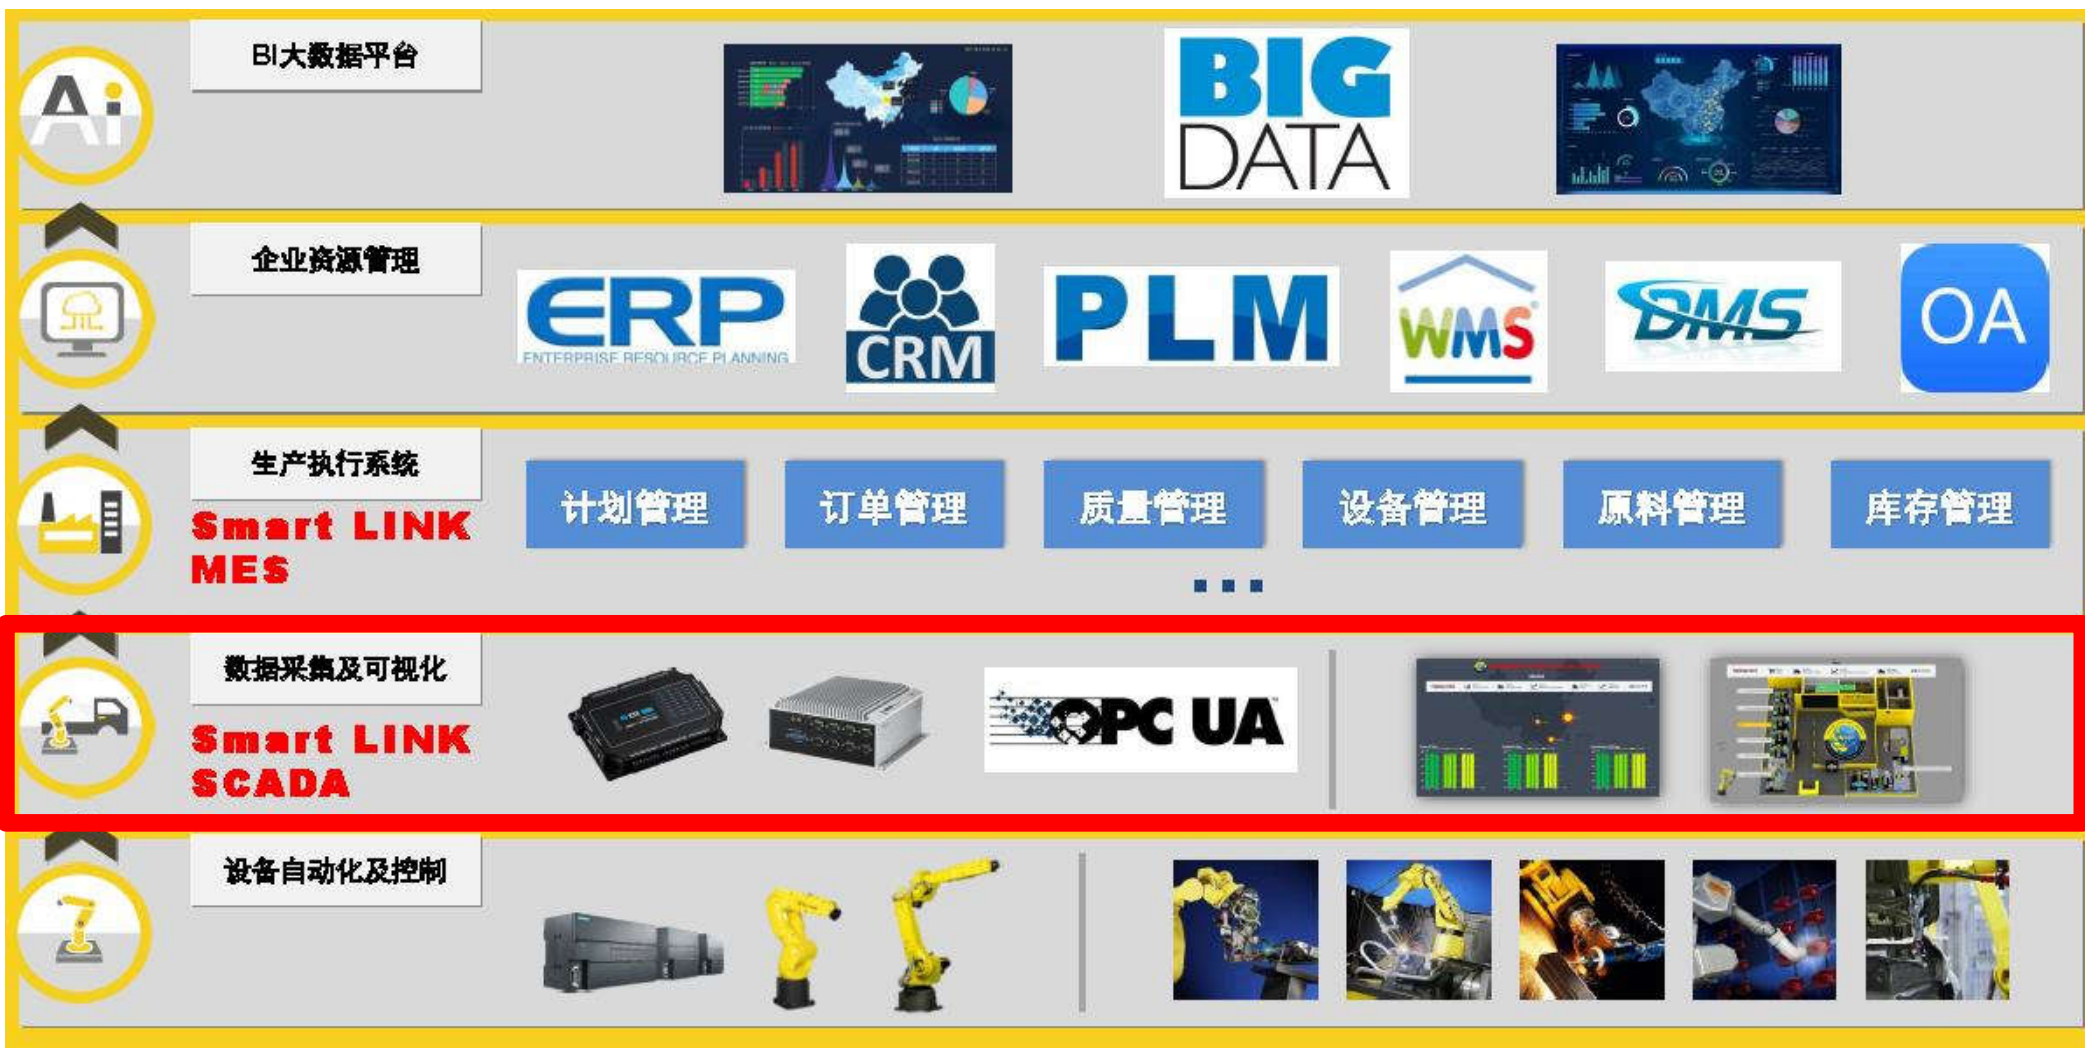 Ai
BI大数据平台
BIG
DATA
企业资源管理
ERP
ENTERPRISE RESOURCE PLANNING
CRM
PLM
WMS
DMS
OA
生产执行系统
Smart LINK
MES
计划管理
订单管理
质量管理
设备管理
原料管理
库存管理
...
数据采集及可视化
Smart LINK
SCADA
OPC UA
设备自动化及控制